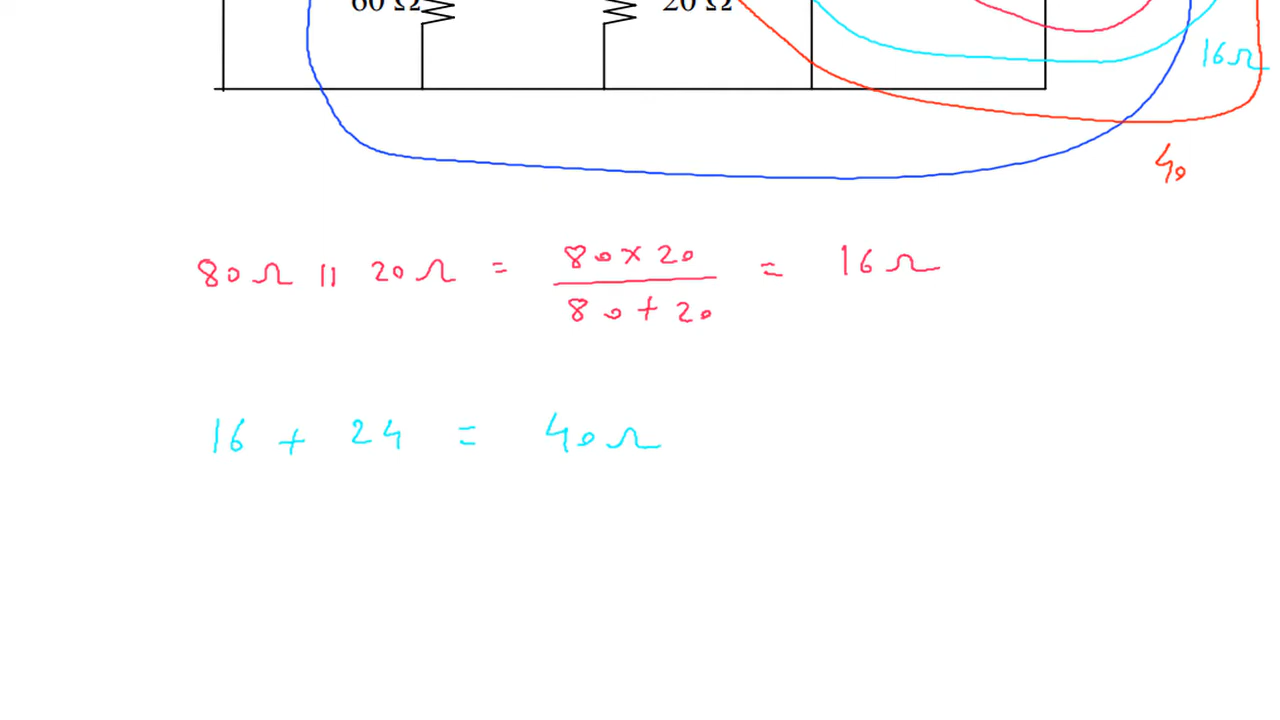 60 Ω 20 Ω
16Ω
40
80Ω || 20Ω = 80 × 20 / 80 + 20 = 16Ω
16 + 24 = 40Ω